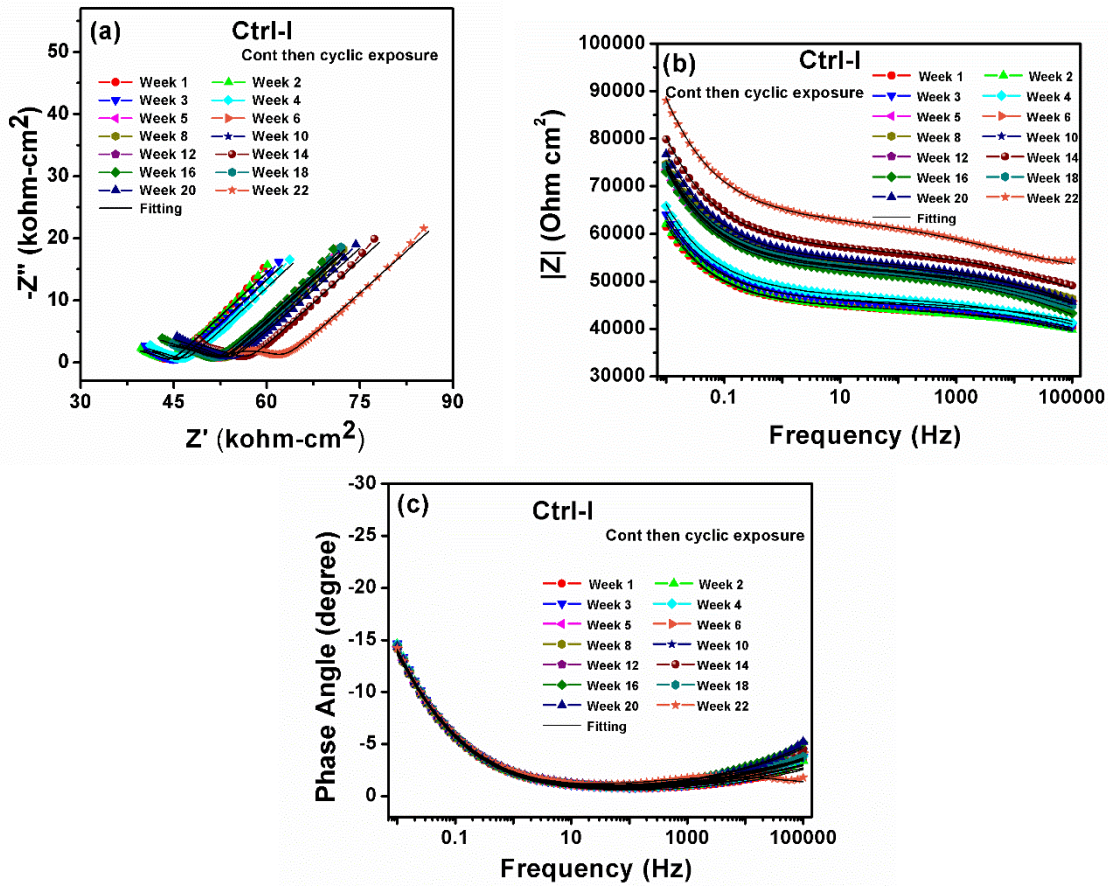 (a) Ctrl-I
Cont then cyclic exposure
Week 1 Week 2
Week 3 Week 4
Week 5 Week 6
Week 8 Week 10
Week 12 Week 14
Week 16 Week 18
Week 20 Week 22
Fitting
-Z'' (kohm-cm²)
50
40
30
20
10
0
30 45 60 75 90
Z' (kohm-cm²)
(b) Ctrl-I
Cont then cyclic exposure
Week 1 Week 2
Week 3 Week 4
Week 5 Week 6
Week 8 Week 10
Week 12 Week 14
Week 16 Week 18
Week 20 Week 22
Fitting
|Z| (Ohm cm²)
100000
90000
80000
70000
60000
50000
40000
30000
0.1 10 1000 100000
Frequency (Hz)
(c) Ctrl-I
Cont then cyclic exposure
Week 1 Week 2
Week 3 Week 4
Week 5 Week 6
Week 8 Week 10
Week 12 Week 14
Week 16 Week 18
Week 20 Week 22
Fitting
Phase Angle (degree)
-30
-25
-20
-15
-10
-5
0
0.1 10 1000 100000
Frequency (Hz)